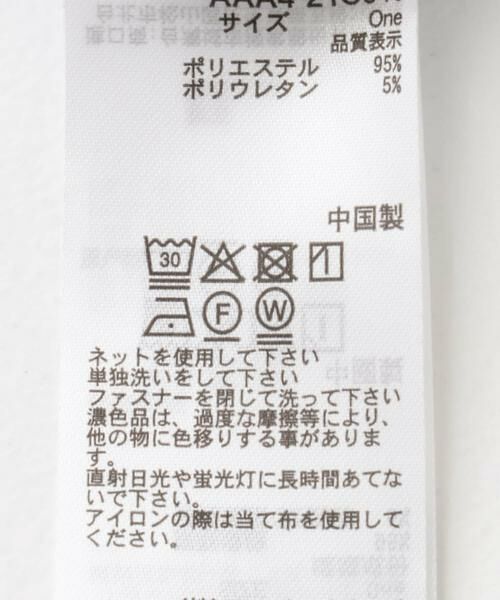 サイズ One
品質表示
ポリエステル 95%
ポリウレタン 5%
中国製
30
F W
ネットを使用して下さい
単独洗いをして下さい
ファスナーを閉じて洗って下さい
濃色品は、過度な摩擦等により、
他の物に色移りする事がありま
す。
直射日光や蛍光灯に長時間あてな
いで下さい。
アイロンの際は当て布を使用して
ください。